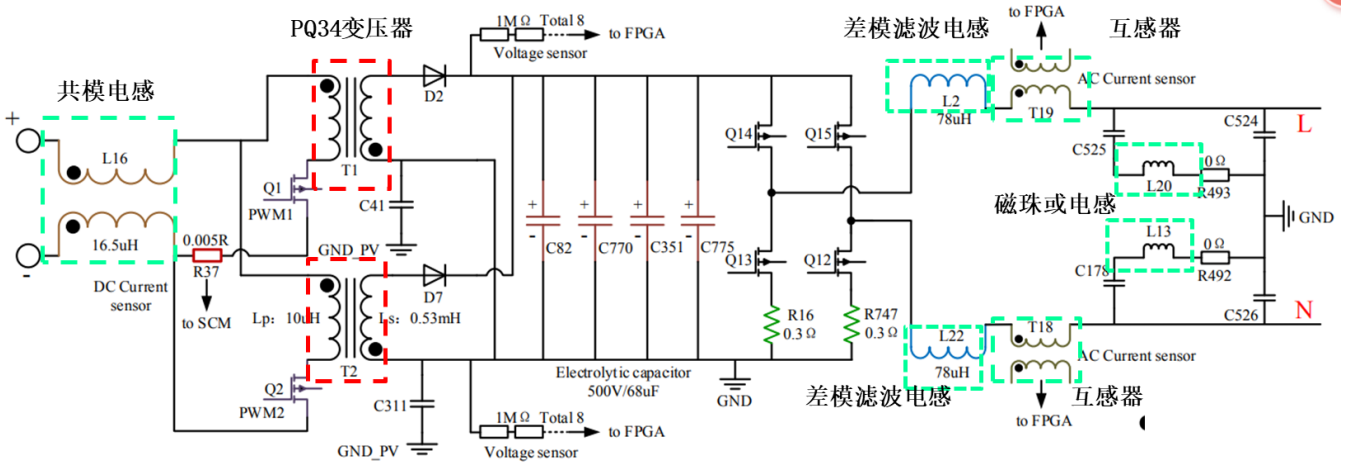 共模电感
+
L16
16.5uH
-
DC Current
sensor
0.005R
R37
to SCM
PQ34变压器
T1
Q1
PWM1
C41
GND_PV
D2
1MΩ Total 8
to FPGA
Voltage sensor
Lp：10uH
Ls：0.53mH
T2
D7
Q2
PWM2
C311
GND_PV
1MΩ Total 8
to FPGA
Voltage sensor
+
-
C82
+
-
C770
+
-
C351
+
-
C775
Electrolytic capacitor
500V/68uF
GND
Q14
Q15
Q13
Q12
R16
0.3Ω
R747
0.3Ω
差模滤波电感
L2
78uH
to FPGA
互感器
AC Current sensor
T19
C525
L20
0Ω
R493
C524
L
磁珠或电感
GND
L13
0Ω
R492
C178
C526
N
L22
78uH
差模滤波电感
T18
AC Current sensor
互感器
to FPGA